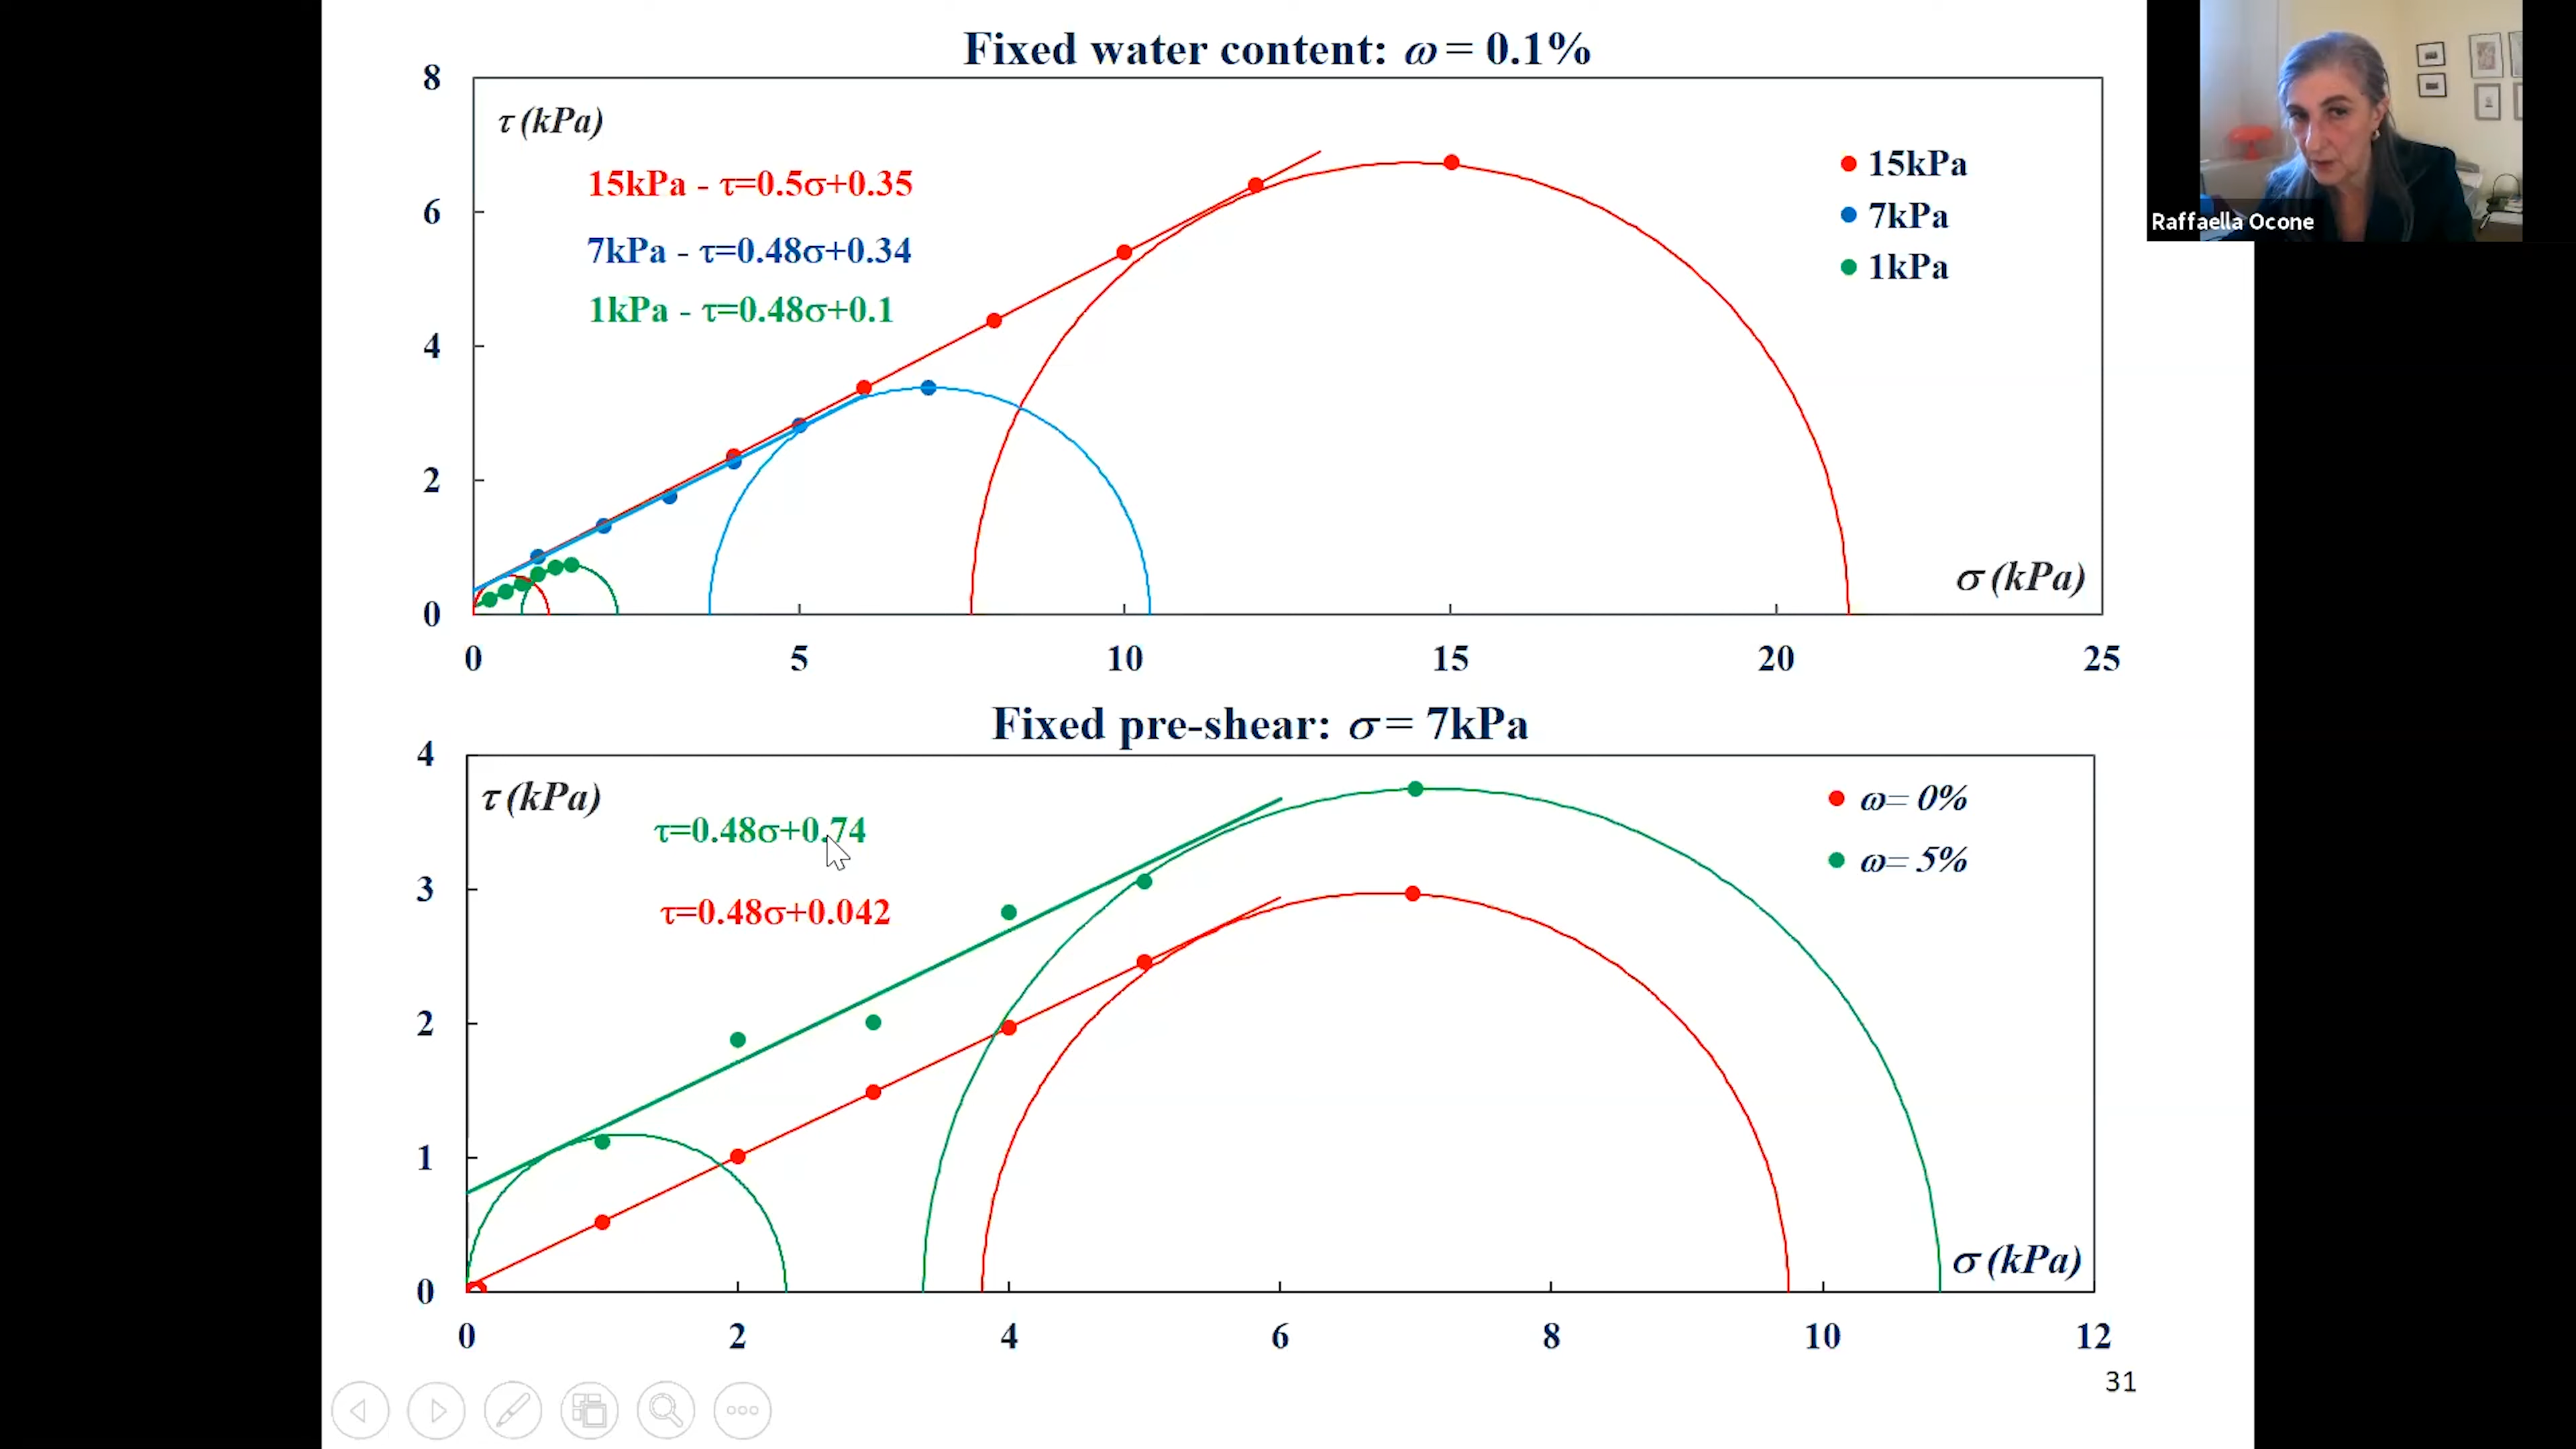 Fixed water content: ω = 0.1%
8
τ (kPa)
15kPa - τ=0.5σ+0.35
7kPa - τ=0.48σ+0.34
1kPa - τ=0.48σ+0.1
15kPa
7kPa
1kPa
6
4
2
0
σ (kPa)
0 5 10 15 20 25
Raffaella Ocone
Fixed pre-shear: σ = 7kPa
4
τ (kPa)
τ=0.48σ+0.74
τ=0.48σ+0.042
ω= 0%
ω= 5%
3
2
1
0
σ (kPa)
0 2 4 6 8 10 12
31